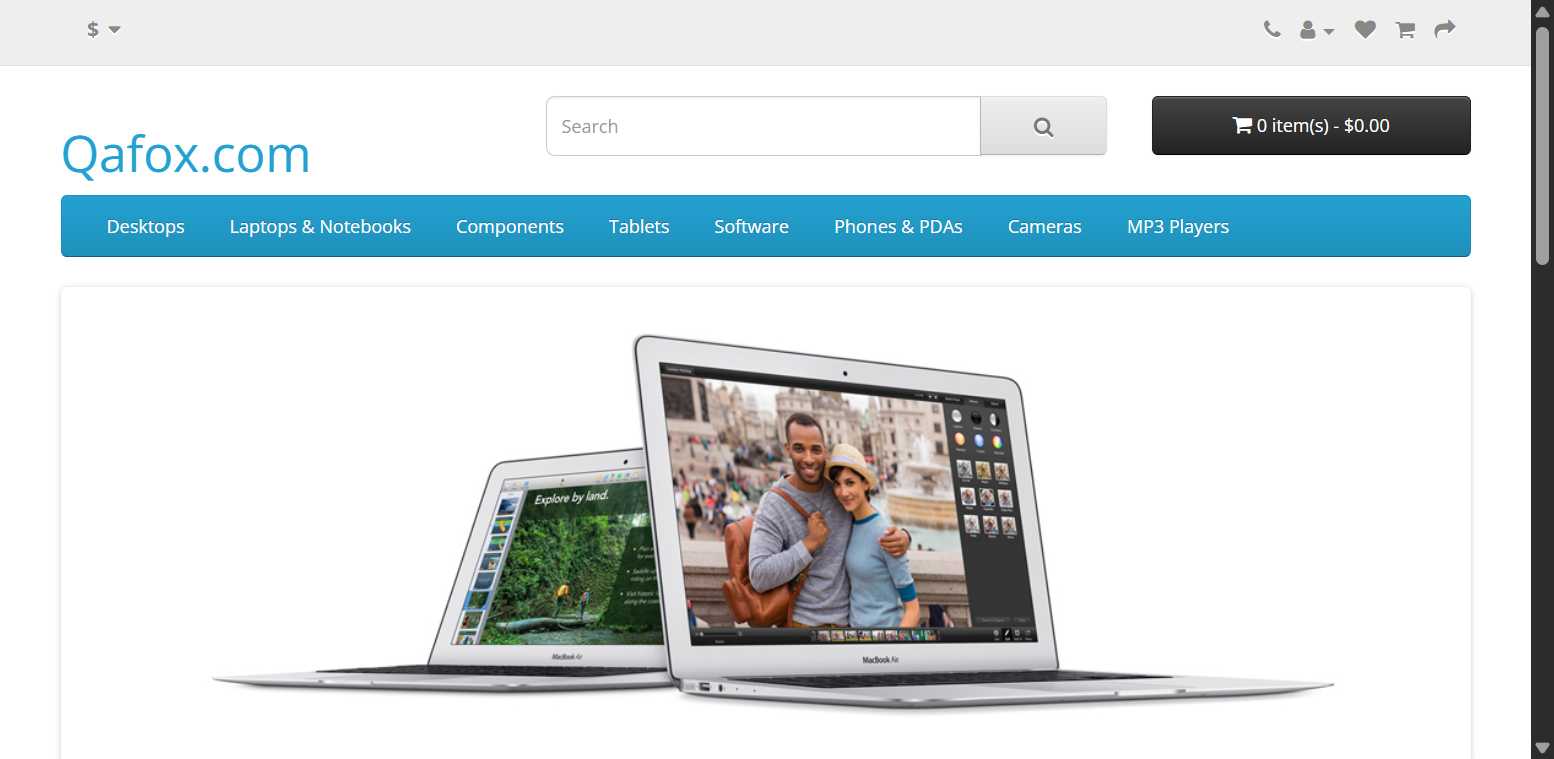 $
Search
0 item(s) - $0.00
Qafox.com
Desktops
Laptops & Notebooks
Components
Tablets
Software
Phones & PDAs
Cameras
MP3 Players
Explore by land.
MacBook Air
MacBook Air